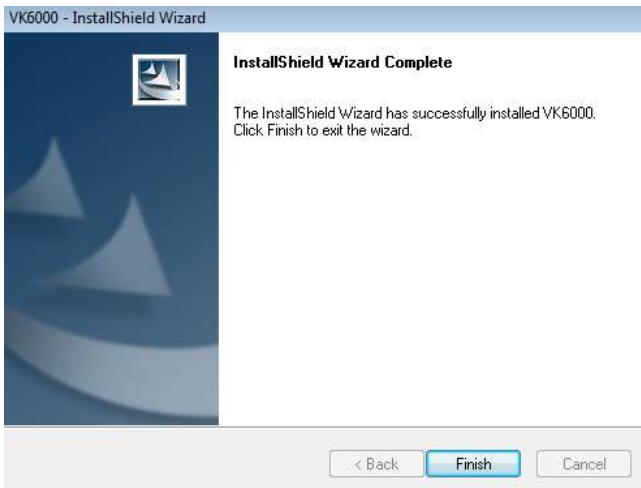 VK6000 - InstallShield Wizard
InstallShield Wizard Complete
The InstallShield Wizard has successfully installed VK6000.
Click Finish to exit the wizard.
< Back
Finish
Cancel